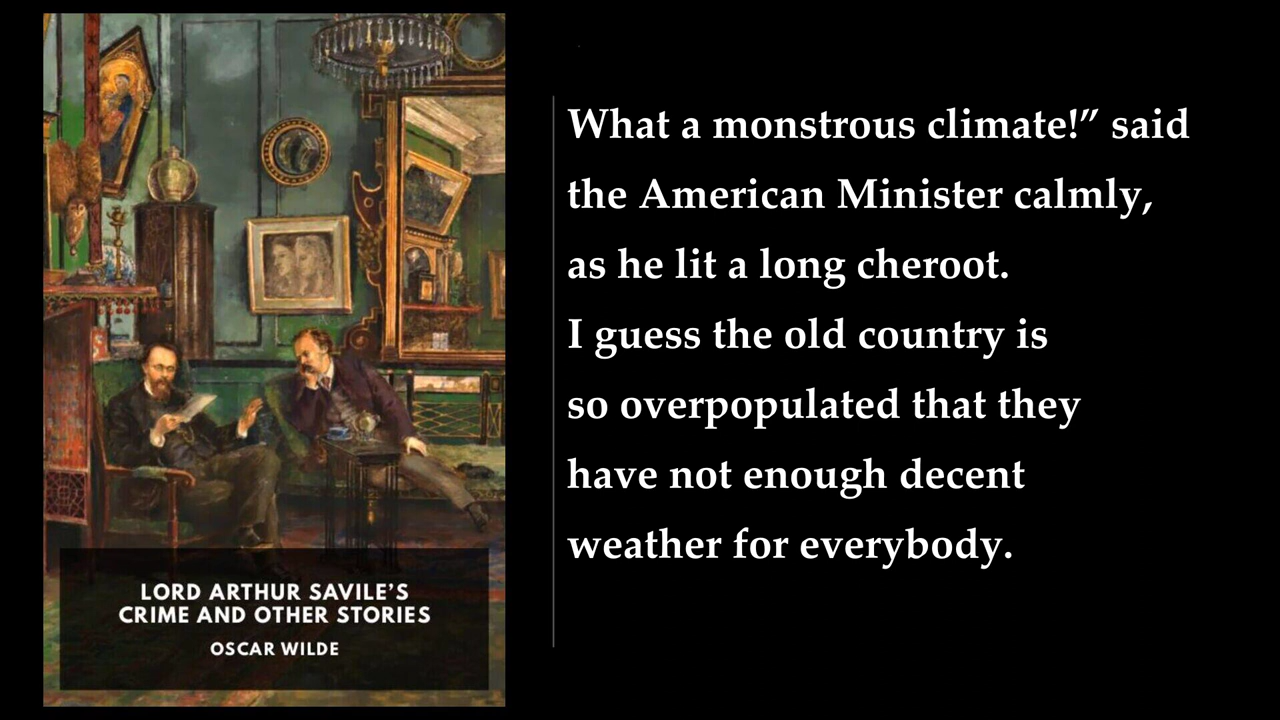 What a monstrous climate!” said
the American Minister calmly,
as he lit a long cheroot.
I guess the old country is
so overpopulated that they
have not enough decent
weather for everybody.
LORD ARTHUR SAVILE’S
CRIME AND OTHER STORIES
OSCAR WILDE